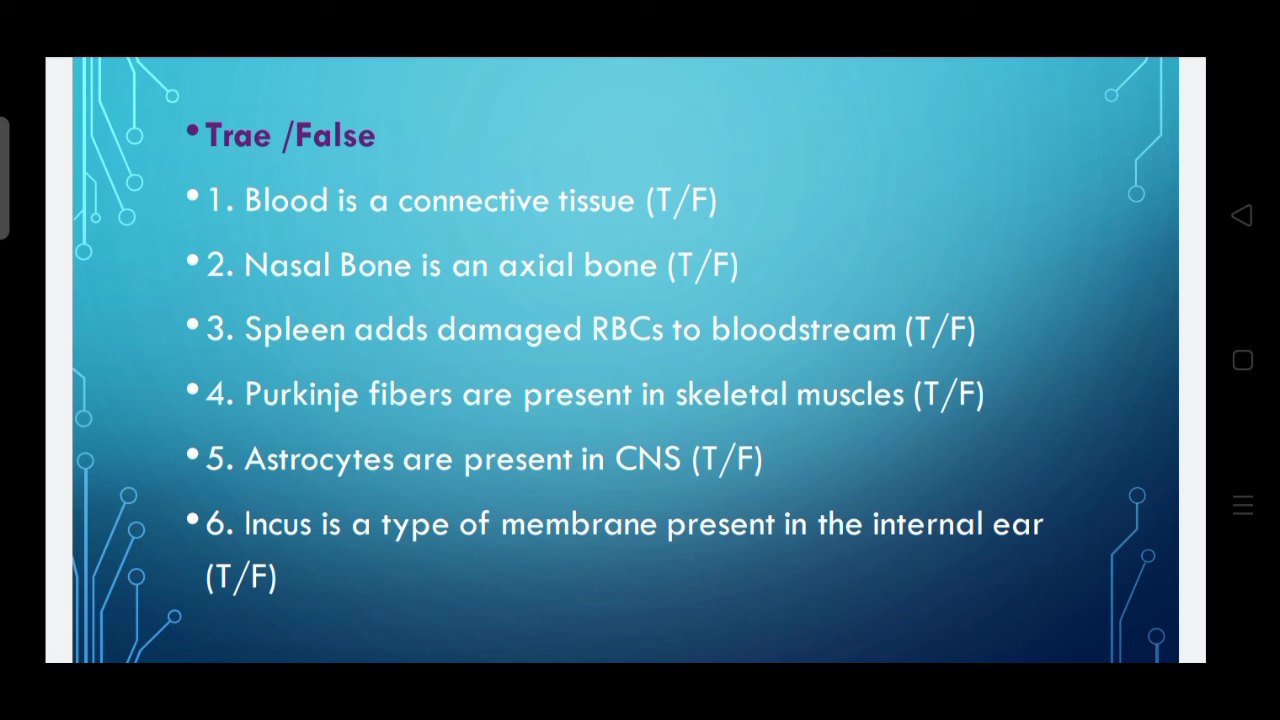 • Trae /False
• 1. Blood is a connective tissue (T/F)
• 2. Nasal Bone is an axial bone (T/F)
• 3. Spleen adds damaged RBCs to bloodstream (T/F)
• 4. Purkinje fibers are present in skeletal muscles (T/F)
• 5. Astrocytes are present in CNS (T/F)
• 6. Incus is a type of membrane present in the internal ear
(T/F)